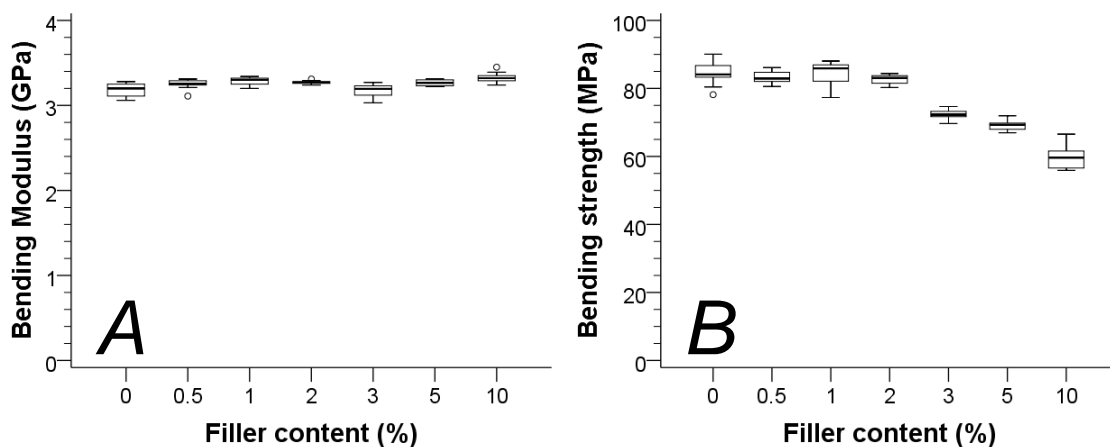 Bending Modulus (GPa)
4
3
2
1
0
A
0 0.5 1 2 3 5 10
Filler content (%)
Bending strength (MPa)
100
80
60
40
20
0
B
0 0.5 1 2 3 5 10
Filler content (%)